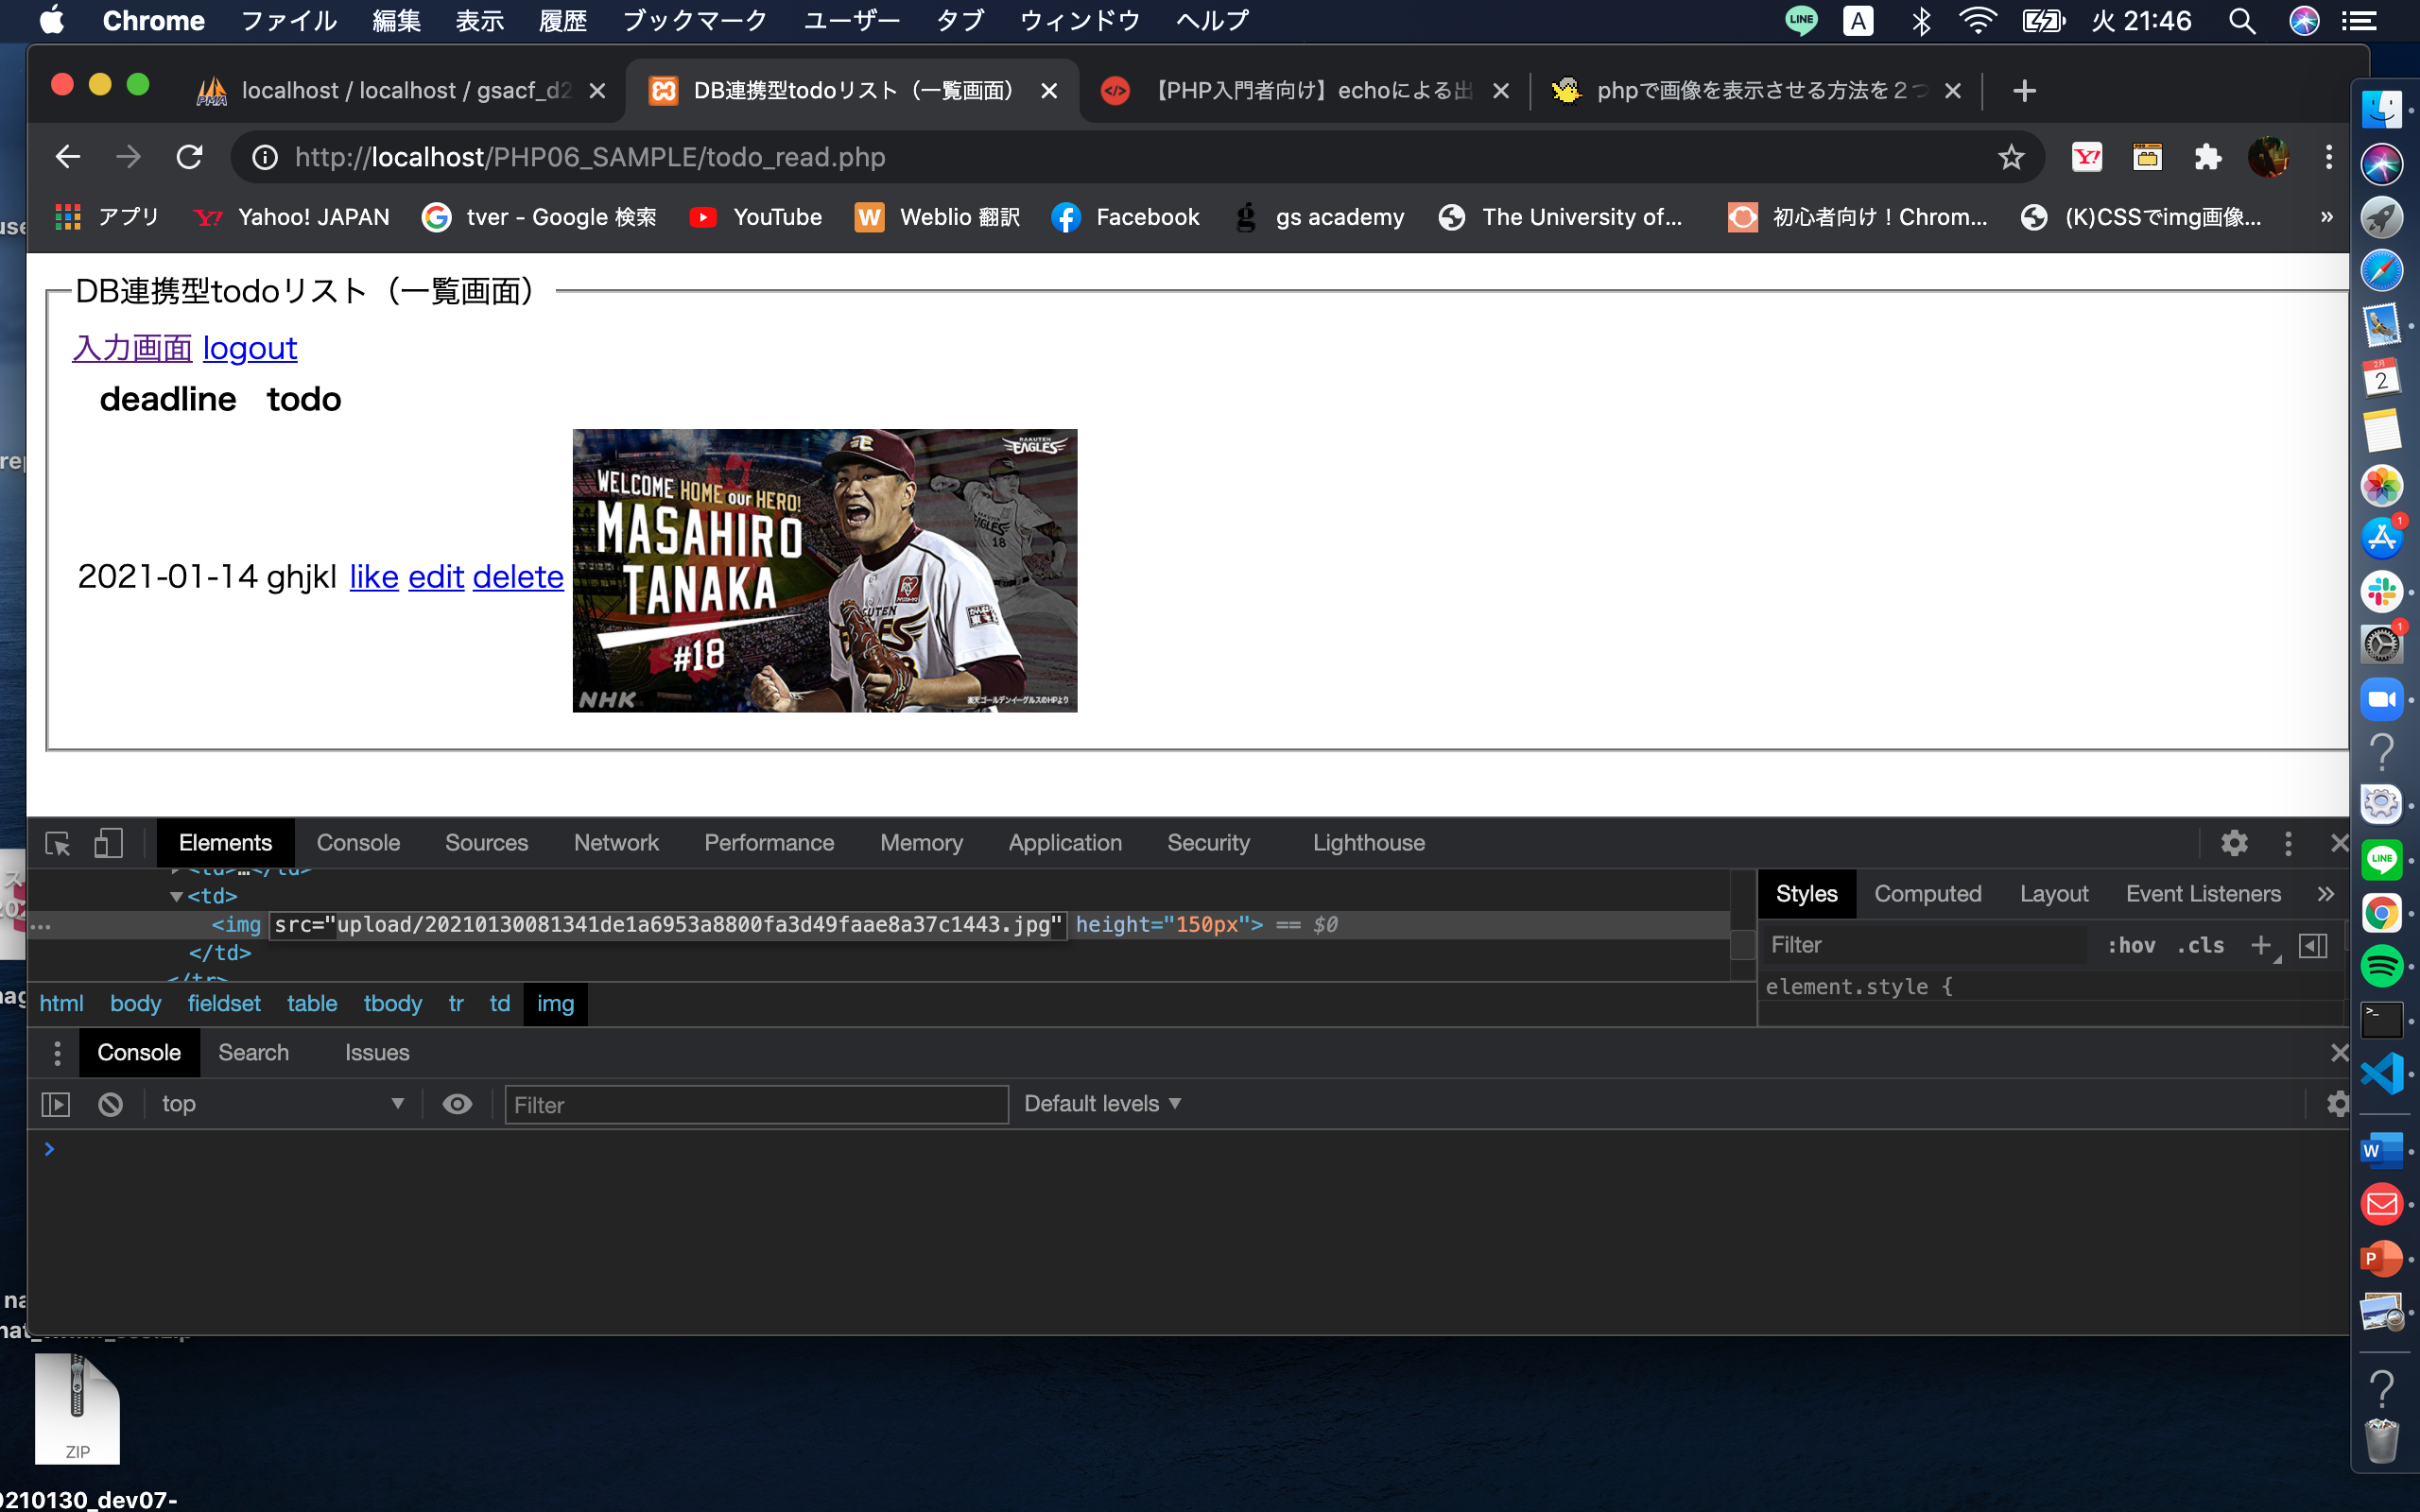 Chrome ファイル 編集 表示 履歴 ブックマーク ユーザー タブ ウィンドウ ヘルプ LINE A 火 21:46
PMA localhost / localhost / gsacf_d2 DB連携型todoリスト（一覧画面） 【PHP入門者向け】echoによる出 phpで画像を表示させる方法を２つ
http://localhost/PHP06_SAMPLE/todo_read.php
アプリ Yahoo! JAPAN tver - Google 検索 YouTube Weblio 翻訳 Facebook gs academy The University of... 初心者向け！Chrom... (K)CSSでimg画像... »
DB連携型todoリスト（一覧画面）
入力画面 logout
deadline todo
2021-01-14 ghjkl like edit delete
RAKUTEN
EAGLES
WELCOME HOME our HERO!
MASAHIRO
TANAKA
#18
NHK
楽天ゴールデンイーグルスのHPより
Elements Console Sources Network Performance Memory Application Security Lighthouse
<td>…</td>
<td>
<img src="upload/20210130081341de1a6953a8800fa3d49faae8a37c1443.jpg" height="150px"> == $0
</td>
</tr>
html body fieldset table tbody tr td img
Styles Computed Layout Event Listeners »
Filter :hov .cls +
element.style {
Console Search Issues
top Filter Default levels
2月
2
LINE
W
P
ZIP
0210130_dev07-